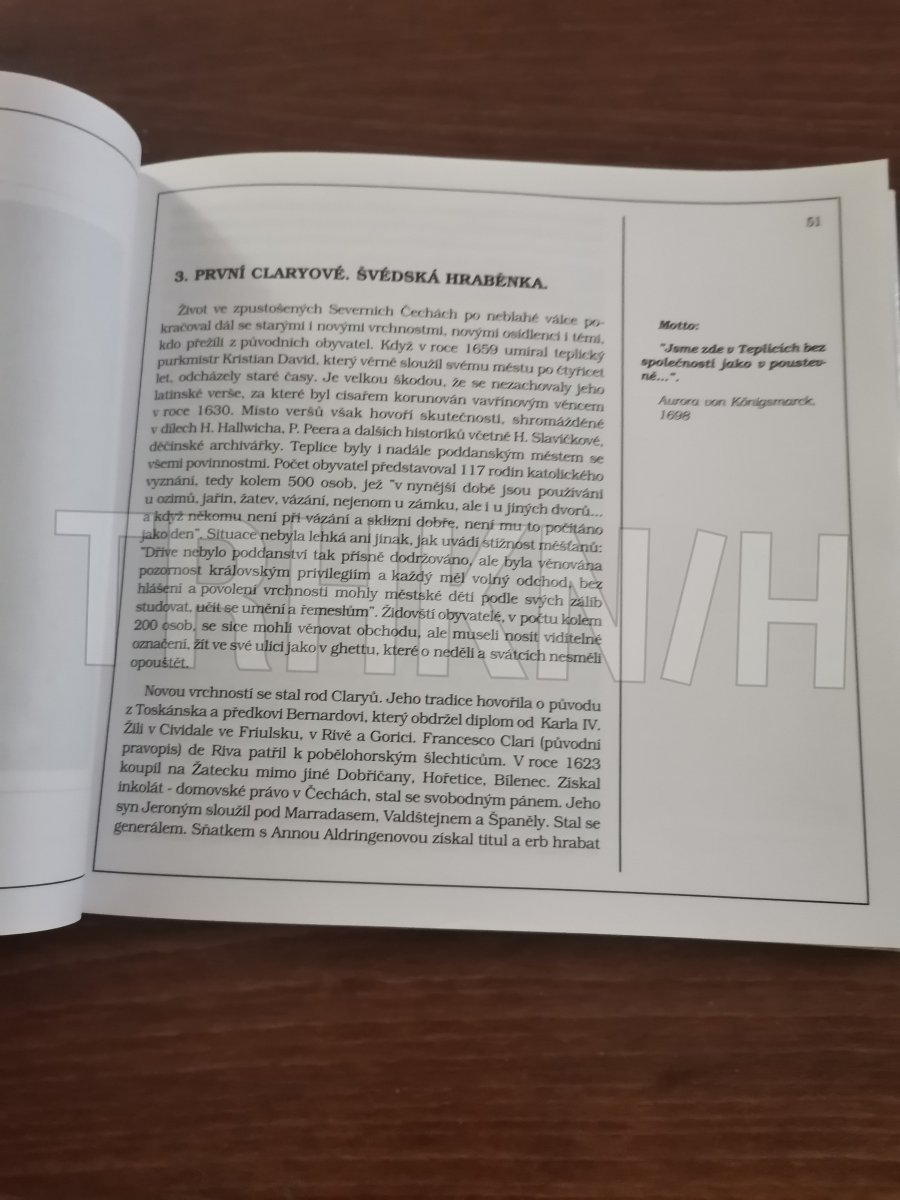 51
3. PRVNÍ CLARYOVÉ. ŠVÉDSKÁ HRABĚNKA.
Život ve zpustošených Severních Čechách po neblahé válce po-
kračoval dál se starými i novými vrchnostmi, novými osídlenci i těmi,
kdo přežili z původních obyvatel. Když v roce 1659 umíral teplický
purkmistr Kristian David, který věrně sloužil svému městu po čtyřicet
let, odcházely staré časy. Je velkou škodou, že se nezachovaly jeho
latinské verše, za které byl císařem korunován vavřínovým věncem
v roce 1630. Místo veršů však hovoří skutečnosti, shromážděné
v dílech H. Hallwicha, P. Peera a dalších historiků včetně H. Slavíčkové,
děčínské archivářky. Teplice byly i nadále poddanským městem se
všemi povinnostmi. Počet obyvatel představoval 117 rodin katolického
vyznání, tedy kolem 500 osob, jež "v nynější době jsou používáni
u ozimů, jařin, žatev, vázání, nejenom u zámku, ale i u jiných dvorů...
a když někomu není při vázání a sklizni dobře, není mu to počítáno
jako den". Situace nebyla lehká ani jinak, jak uvádí stížnost měšťanů:
"Dříve nebylo poddanství tak přísně dodržováno, ale byla věnována
pozornost královským privilegiím a každý měl volný odchod, bez
hlášení a povolení vrchnosti mohly městské děti podle svých zálib
studovat, učit se umění a řemeslům". Židovští obyvatelé, v počtu kolem
200 osob, se sice mohli věnovat obchodu, ale museli nosit viditelné
označení, žít ve své ulici jako v ghettu, které o neděli a svátcích nesměli
opouštět.
Novou vrchností se stal rod Claryů. Jeho tradice hovořila o původu
z Toskánska a předkovi Bernardovi, který obdržel diplom od Karla IV.
Žili v Cividale ve Friulsku, v Rivě a Gorici. Francesco Clari (původní
pravopis) de Riva patřil k pobělohorským šlechticům. V roce 1623
koupil na Žatecku mimo jiné Dobříčany, Hořetice, Bílenec. Získal
inkolát - domovské právo v Čechách, stal se svobodným pánem. Jeho
syn Jeroným sloužil pod Marradasem, Valdštejnem a Španěly. Stal se
generálem. Sňatkem s Annou Aldringenovou získal titul a erb hrabat
Motto:
"Jsme zde v Teplicích bez
společnosti jako v poustev-
ně...".
Aurora von Königsmarck,
1698
TRHKN/H